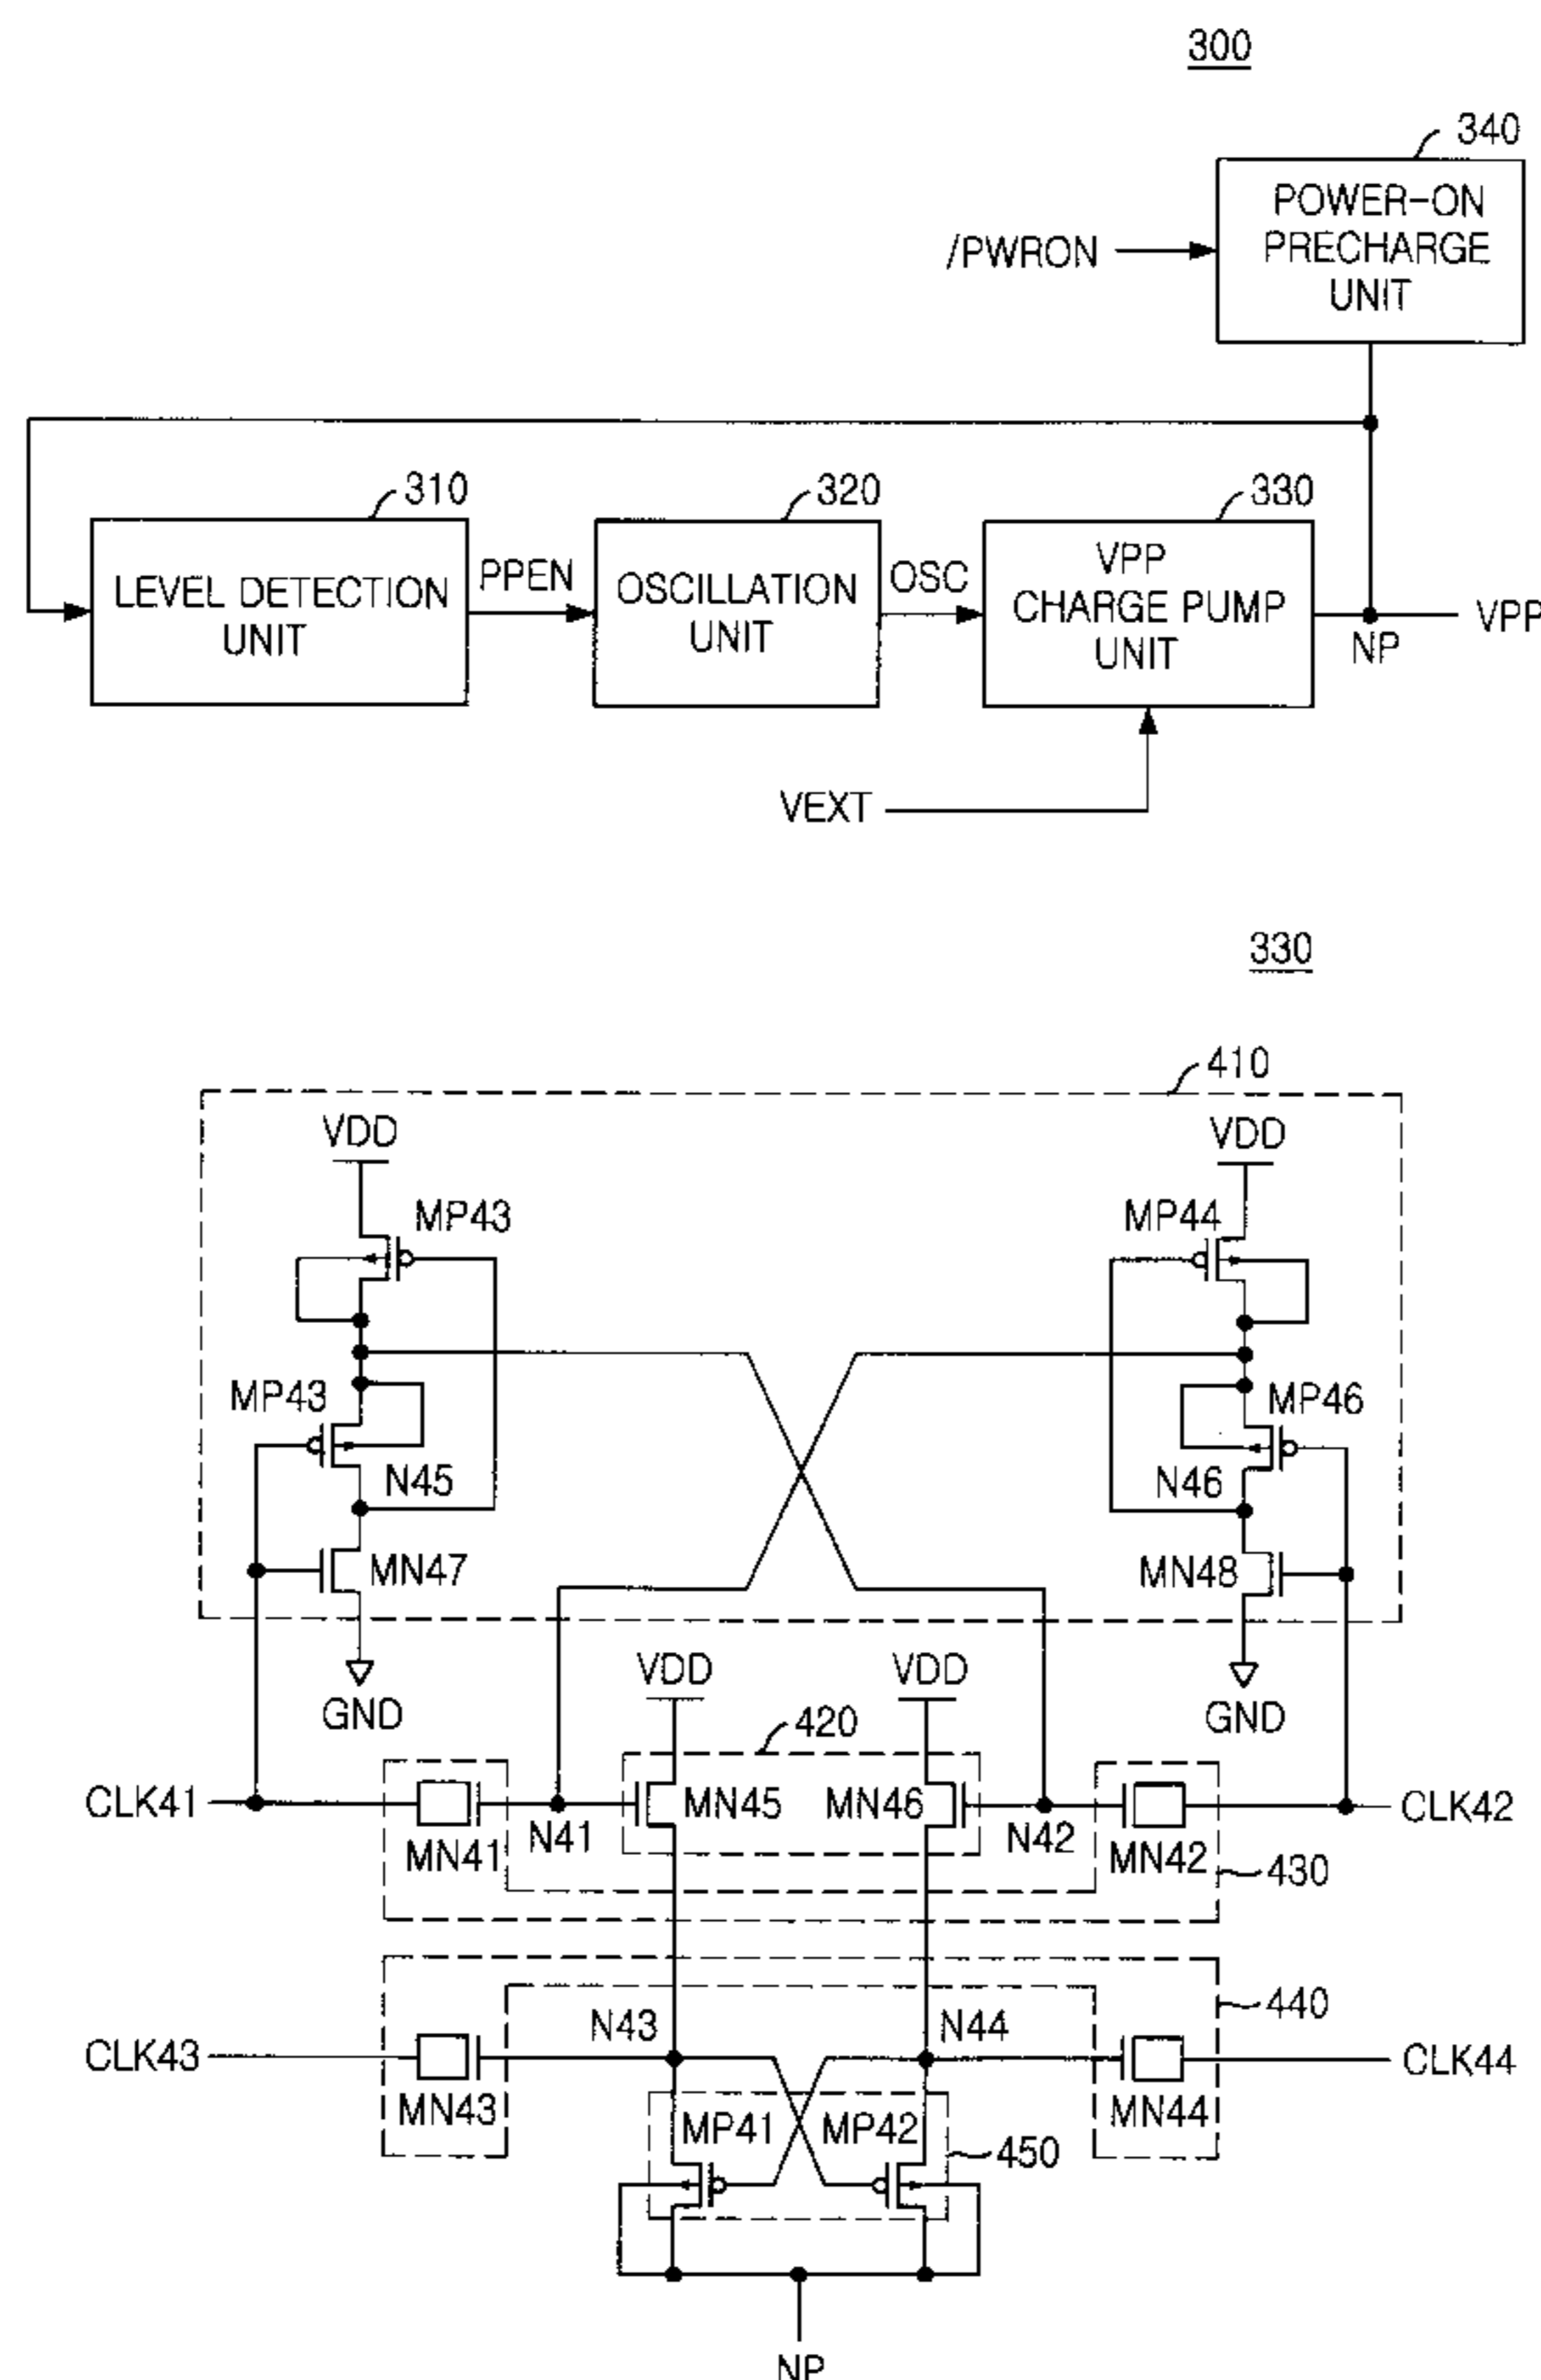 300
340
POWER-ON
PRECHARGE
UNIT
/PWRON
310
320
330
LEVEL DETECTION
UNIT
PPEN
OSCILLATION
UNIT
OSC
VPP
CHARGE PUMP
UNIT
NP
VPP
VEXT
330
410
VDD
VDD
MP43
MP44
MP43
MP46
N45
N46
MN47
MN48
GND
GND
VDD
VDD
420
CLK41
MN41
N41
MN45
MN46
N42
MN42
CLK42
430
440
N43
N44
CLK43
MN43
MN44
CLK44
MP41
MP42
450
NP